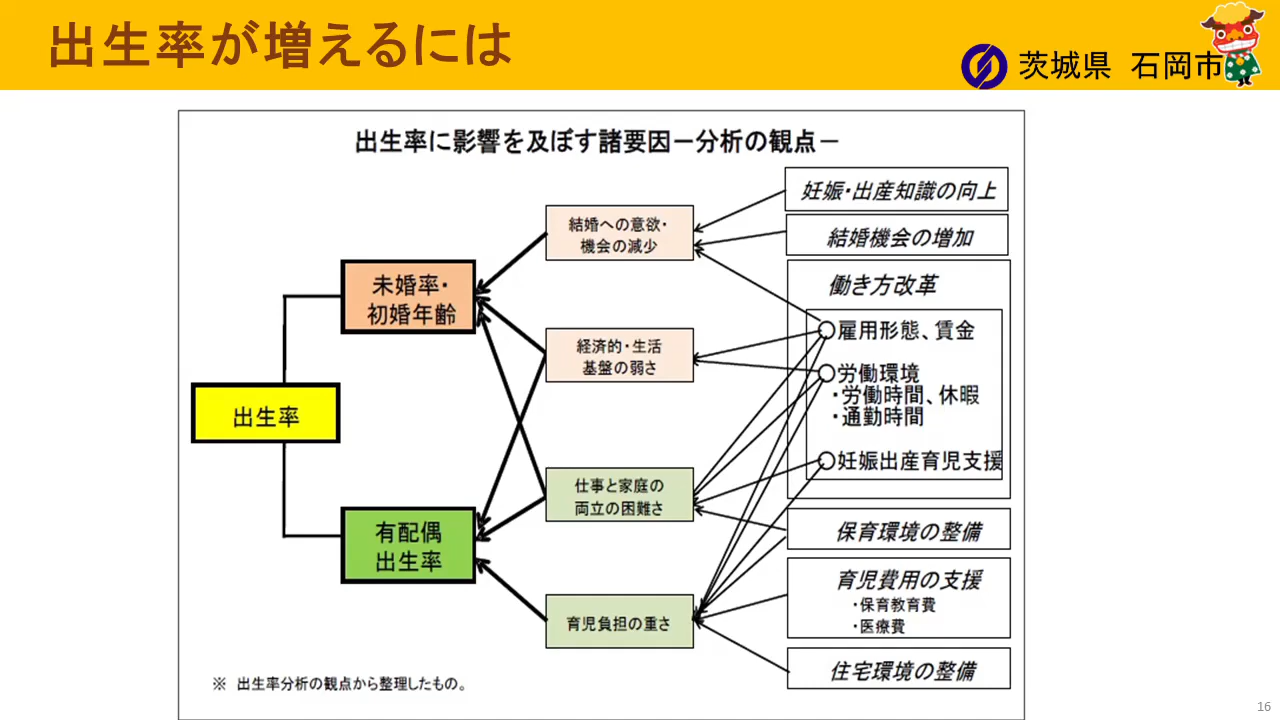 出生率が増えるには
茨城県 石岡市
出生率に影響を及ぼす諸要因－分析の観点－
妊娠・出産知識の向上
結婚への意欲・
機会の減少
結婚機会の増加
働き方改革
未婚率・
初婚年齢
○雇用形態、賃金
経済的・生活
基盤の弱さ
○労働環境
・労働時間、休暇
・通勤時間
出生率
○妊娠出産育児支援
仕事と家庭の
両立の困難さ
有配偶
出生率
保育環境の整備
育児費用の支援
・保育教育費
・医療費
育児負担の重さ
住宅環境の整備
※ 出生率分析の観点から整理したもの。
16